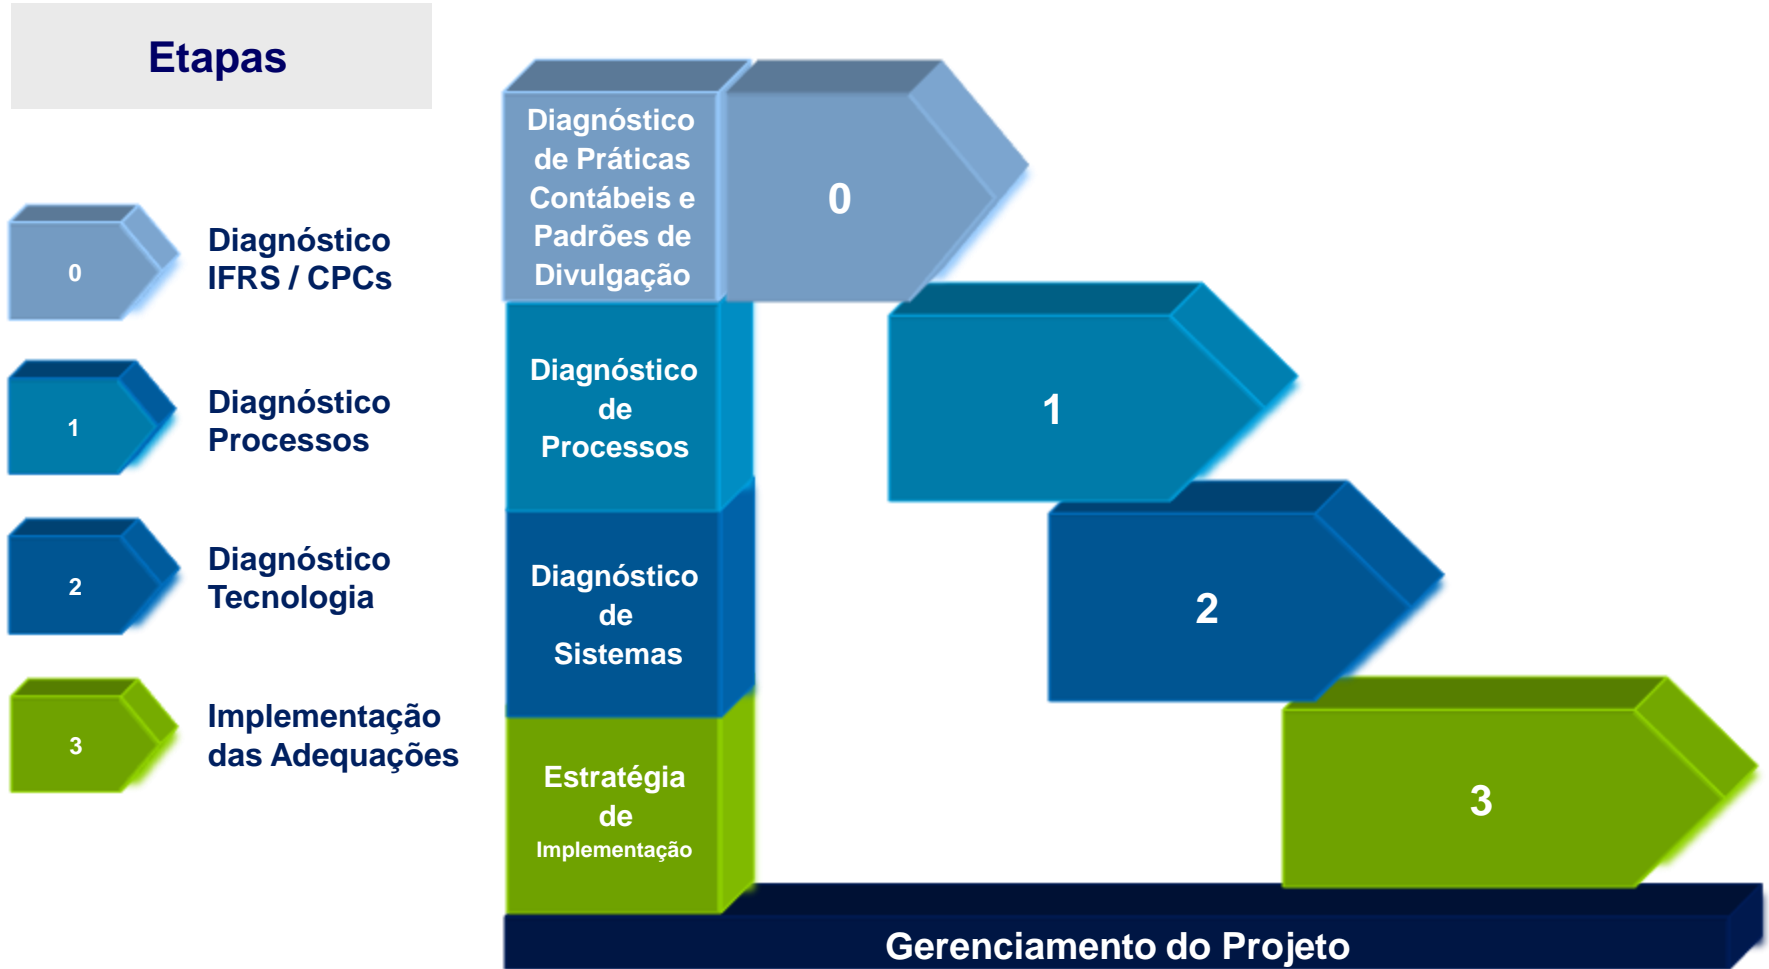 Etapas
0
Diagnóstico
IFRS / CPCs
1
Diagnóstico
Processos
2
Diagnóstico
Tecnologia
3
Implementação
das Adequações
Diagnóstico
de Práticas
Contábeis e
Padrões de
Divulgação
0
Diagnóstico
de
Processos
1
Diagnóstico
de
Sistemas
2
Estratégia
de
Implementação
3
Gerenciamento do Projeto